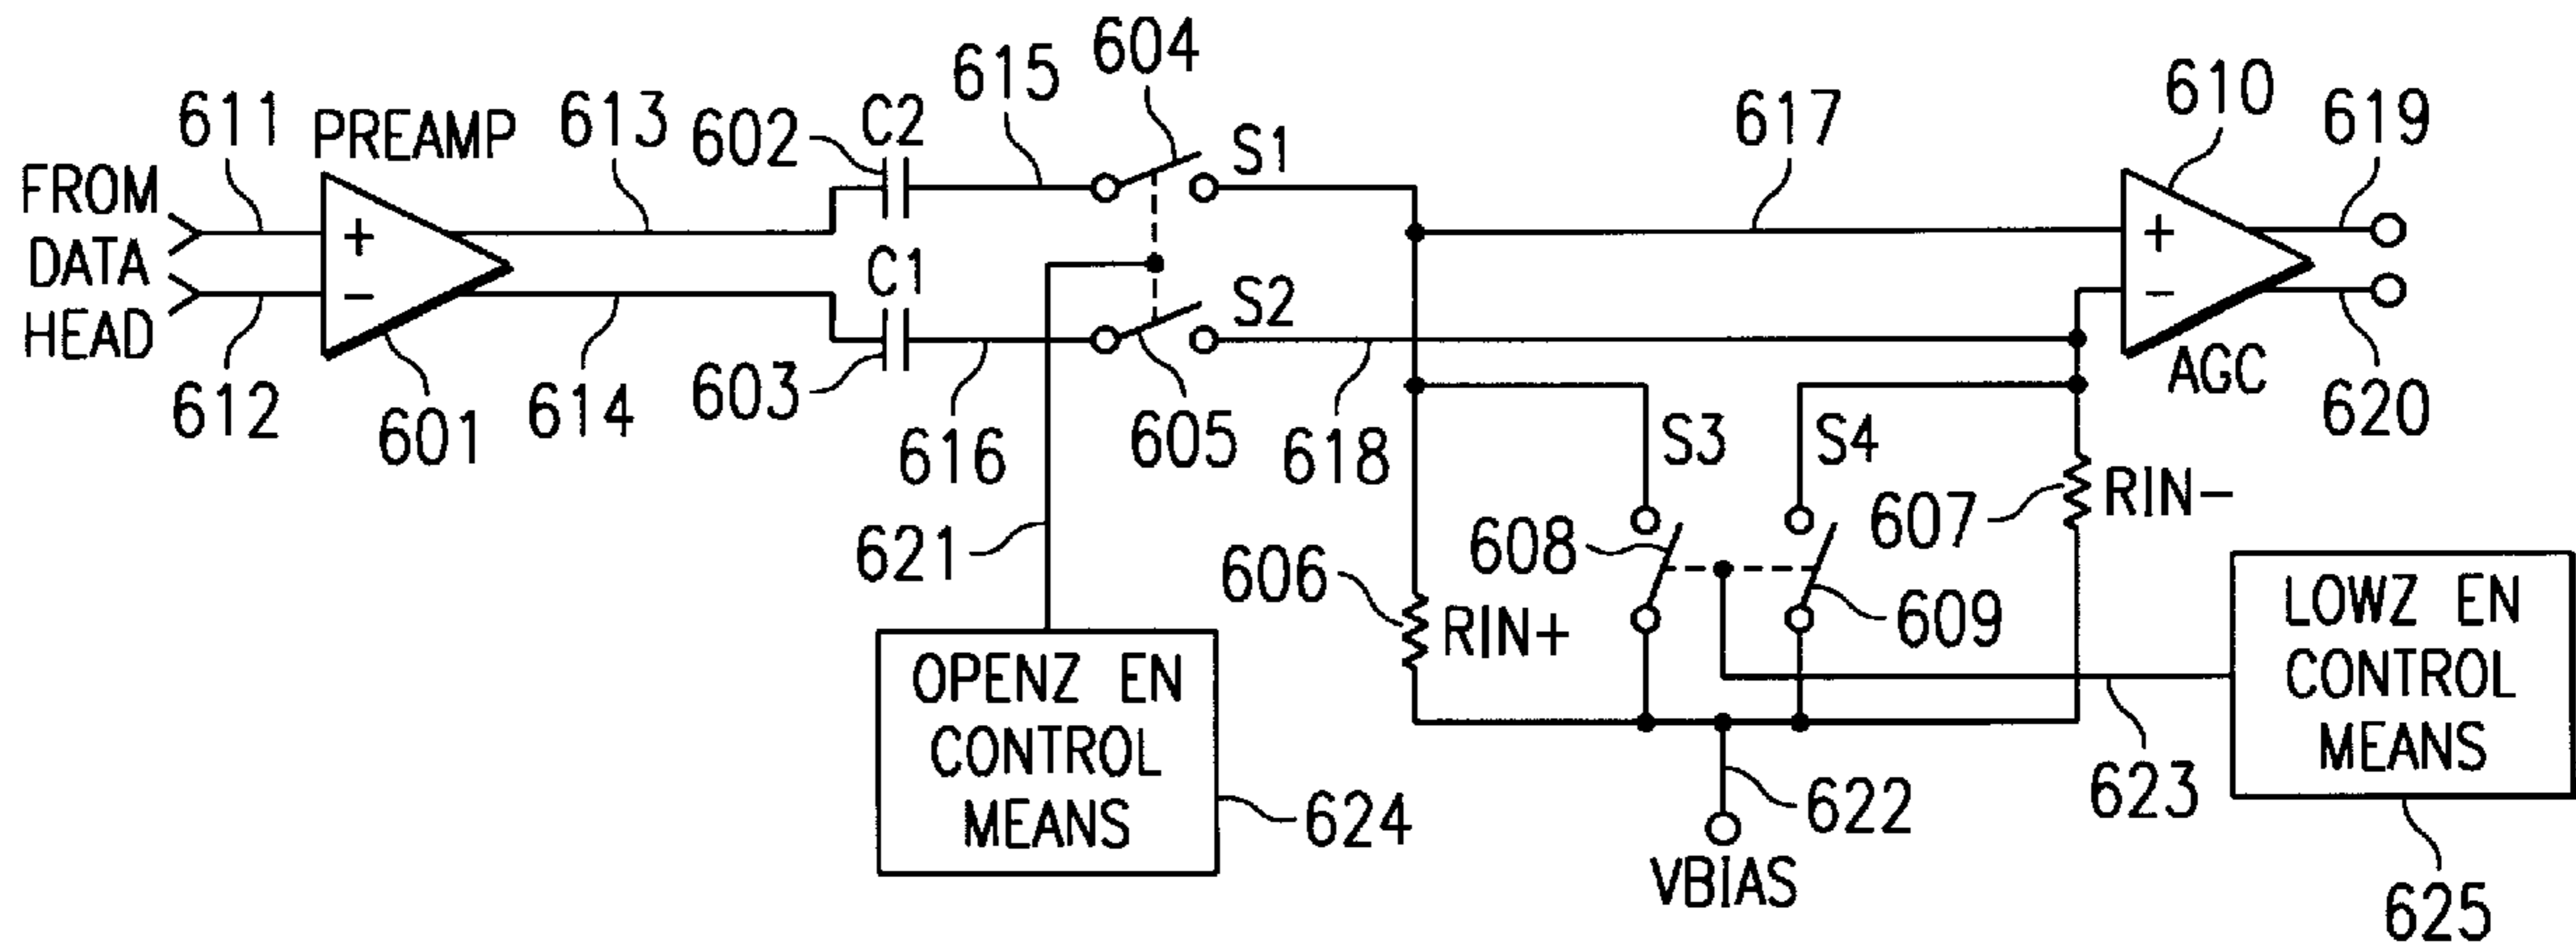 FROM
DATA
HEAD
611
612
PREAMP
+
−
601
613
614
602
C2
C1
603
615
616
604
S1
S2
605
621
OPENZ EN
CONTROL
MEANS
624
617
618
606
RIN+
S3
S4
608
609
607
RIN−
622
VBIAS
623
610
+
−
AGC
619
620
LOWZ EN
CONTROL
MEANS
625